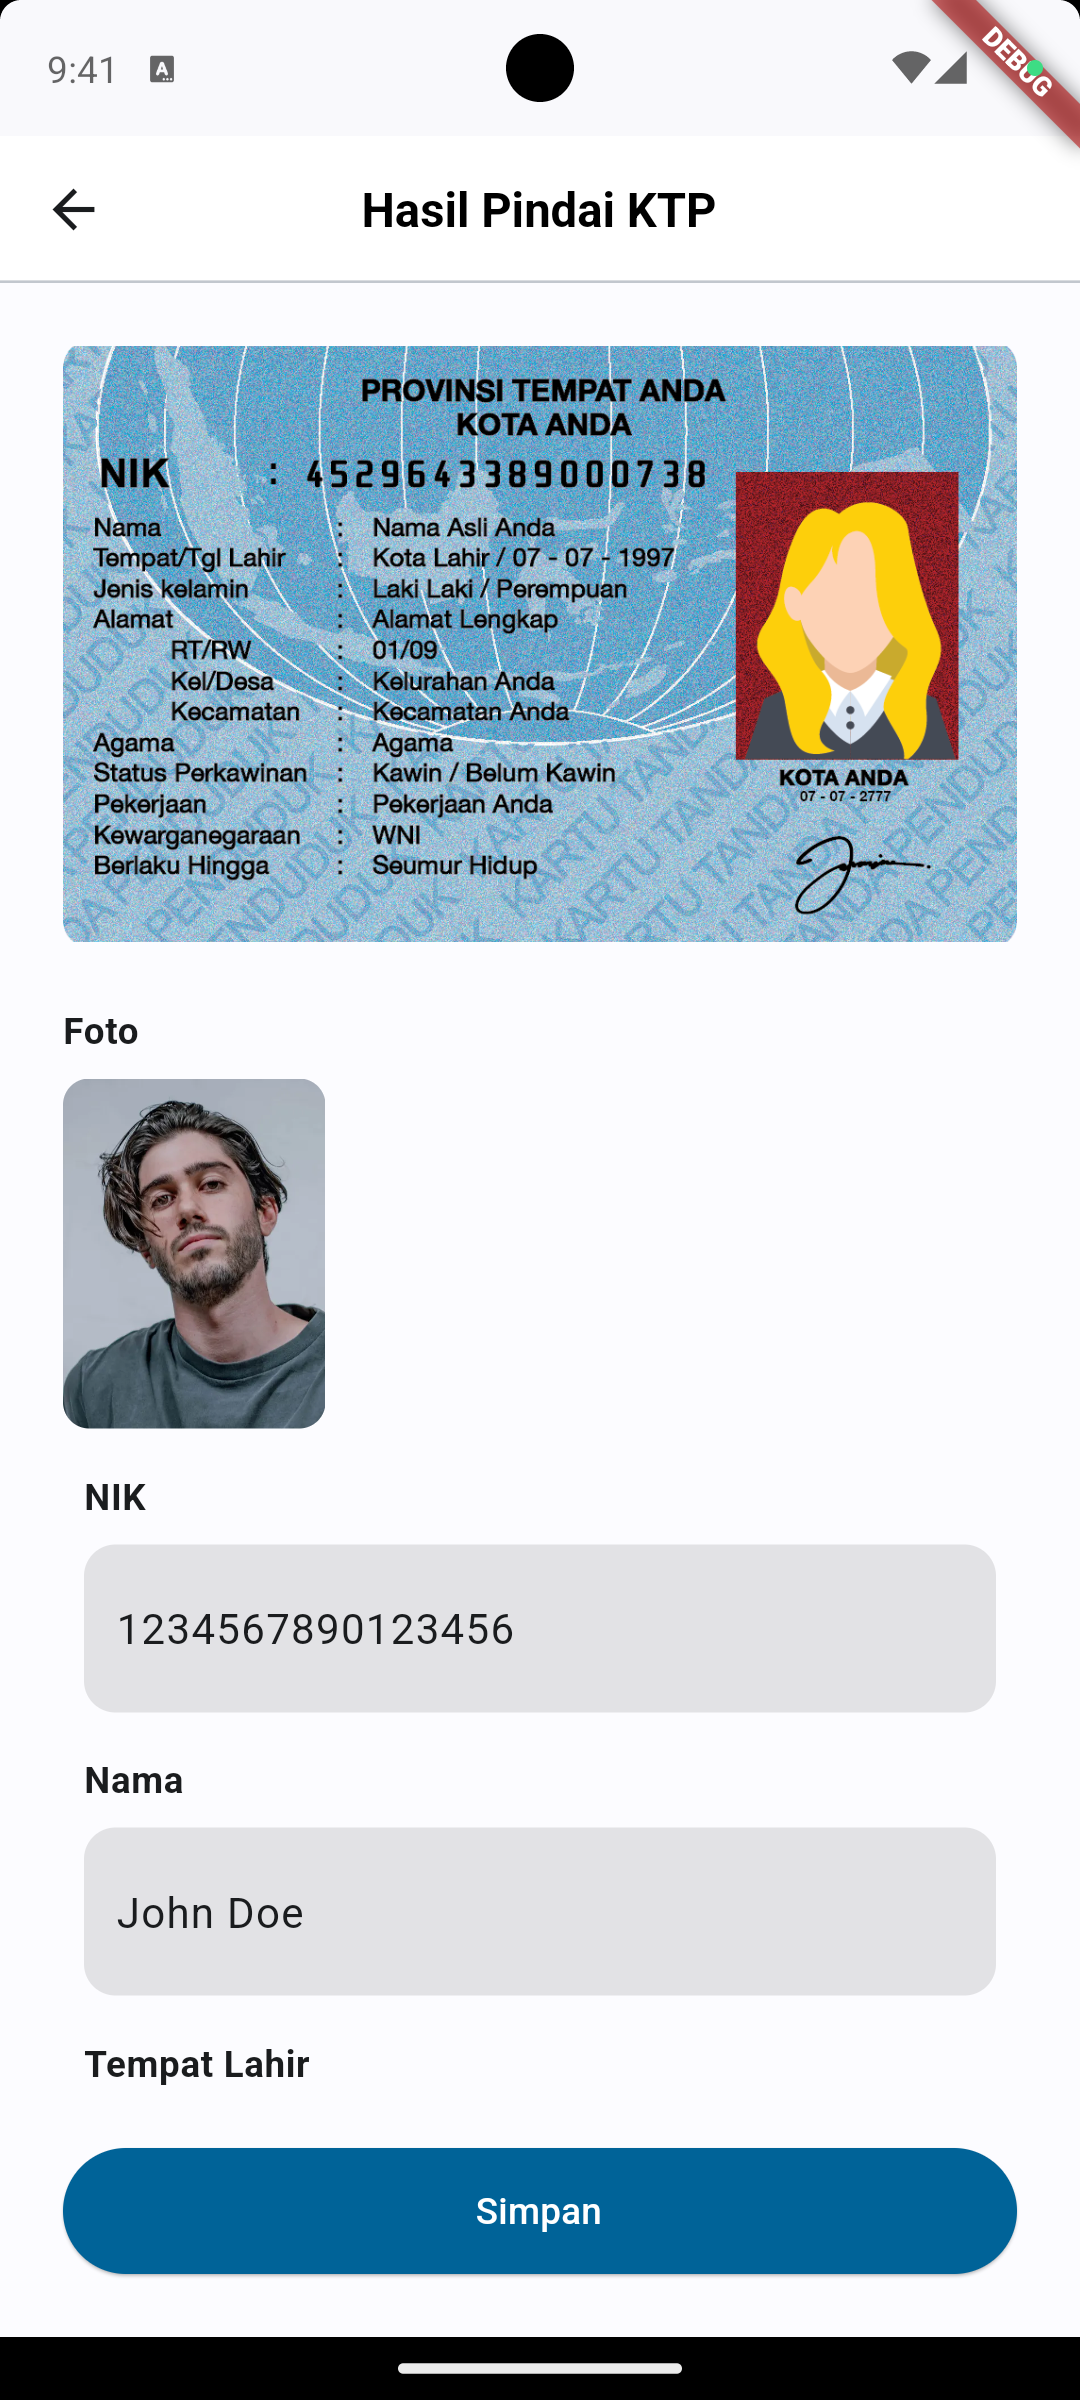 9:41
A
DEBUG
Hasil Pindai KTP
PROVINSI TEMPAT ANDA
KOTA ANDA
NIK : 4529643389000738
Nama : Nama Asli Anda
Tempat/Tgl Lahir : Kota Lahir / 07 - 07 - 1997
Jenis kelamin : Laki Laki / Perempuan
Alamat : Alamat Lengkap
RT/RW : 01/09
Kel/Desa : Kelurahan Anda
Kecamatan : Kecamatan Anda
Agama : Agama
Status Perkawinan : Kawin / Belum Kawin
Pekerjaan : Pekerjaan Anda
Kewarganegaraan : WNI
Berlaku Hingga : Seumur Hidup
KOTA ANDA
07 - 07 - 2777
Foto
NIK
1234567890123456
Nama
John Doe
Tempat Lahir
Simpan